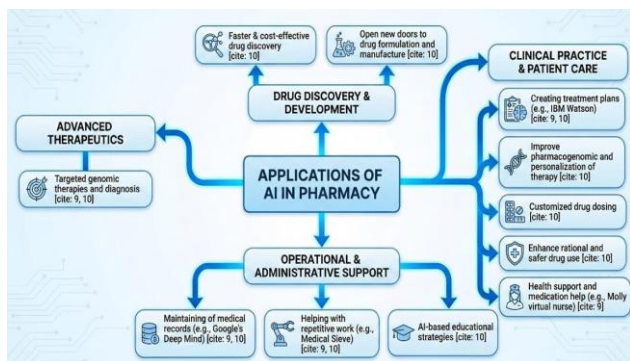 Faster & cost-effective
drug discovery
[cite: 10]
Open new doors to
drug formulation and
manufacture
[cite: 10]
CLINICAL PRACTICE
& PATIENT CARE
DRUG DISCOVERY &
DEVELOPMENT
Creating treatment plans
(e.g., IBM Watson)
[cite: 9, 10]
ADVANCED
THERAPEUTICS
Improve
pharmacogenomic and
personalization of
therapy [cite: 10]
APPLICATIONS OF
AI IN PHARMACY
Targeted genomic
therapies and diagnosis
[cite: 9, 10]
Customized drug dosing
[cite: 10]
OPERATIONAL &
ADMINISTRATIVE SUPPORT
Enhance rational and
safer drug use [cite: 10]
Health support and
medication help (e.g., Molly
virtual nurse) [cite: 9]
Maintaining of medical
records (e.g., Google's
Deep Mind) [cite: 9, 10]
Helping with
repetitive work (e.g.,
Medical Sieve)
[cite: 9, 10]
AI-based educational
strategies [cite: 10]